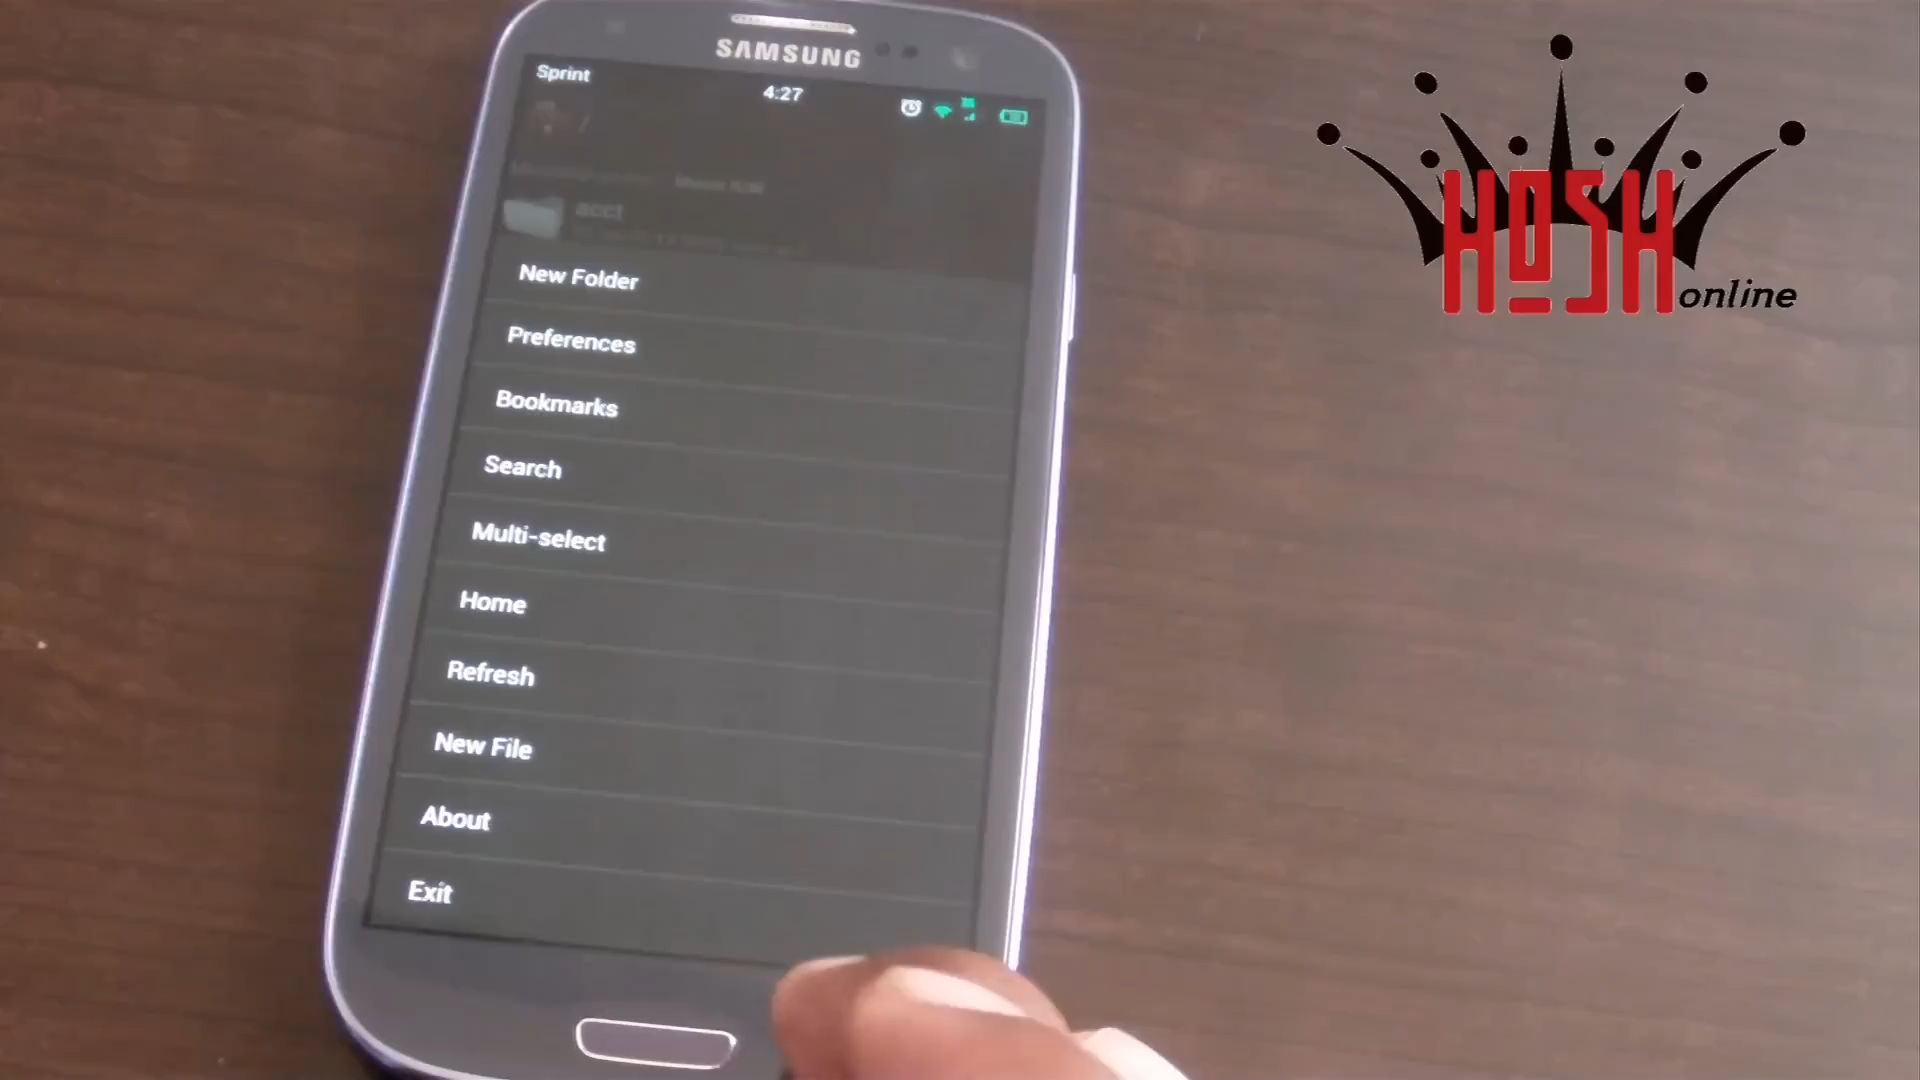 SAMSUNG
Sprint
4:27
acct
New Folder
Preferences
Bookmarks
Search
Multi-select
Home
Refresh
New File
About
Exit
HOSH
online